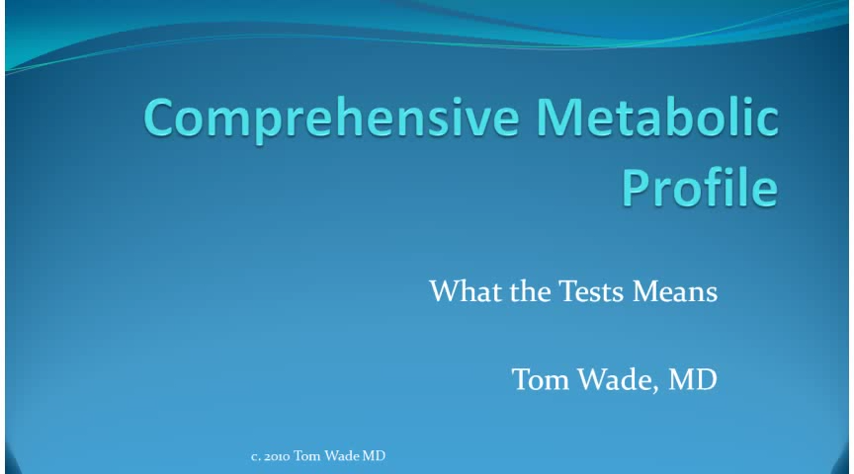 Comprehensive Metabolic
Profile
What the Tests Means
Tom Wade, MD
c. 2010 Tom Wade MD